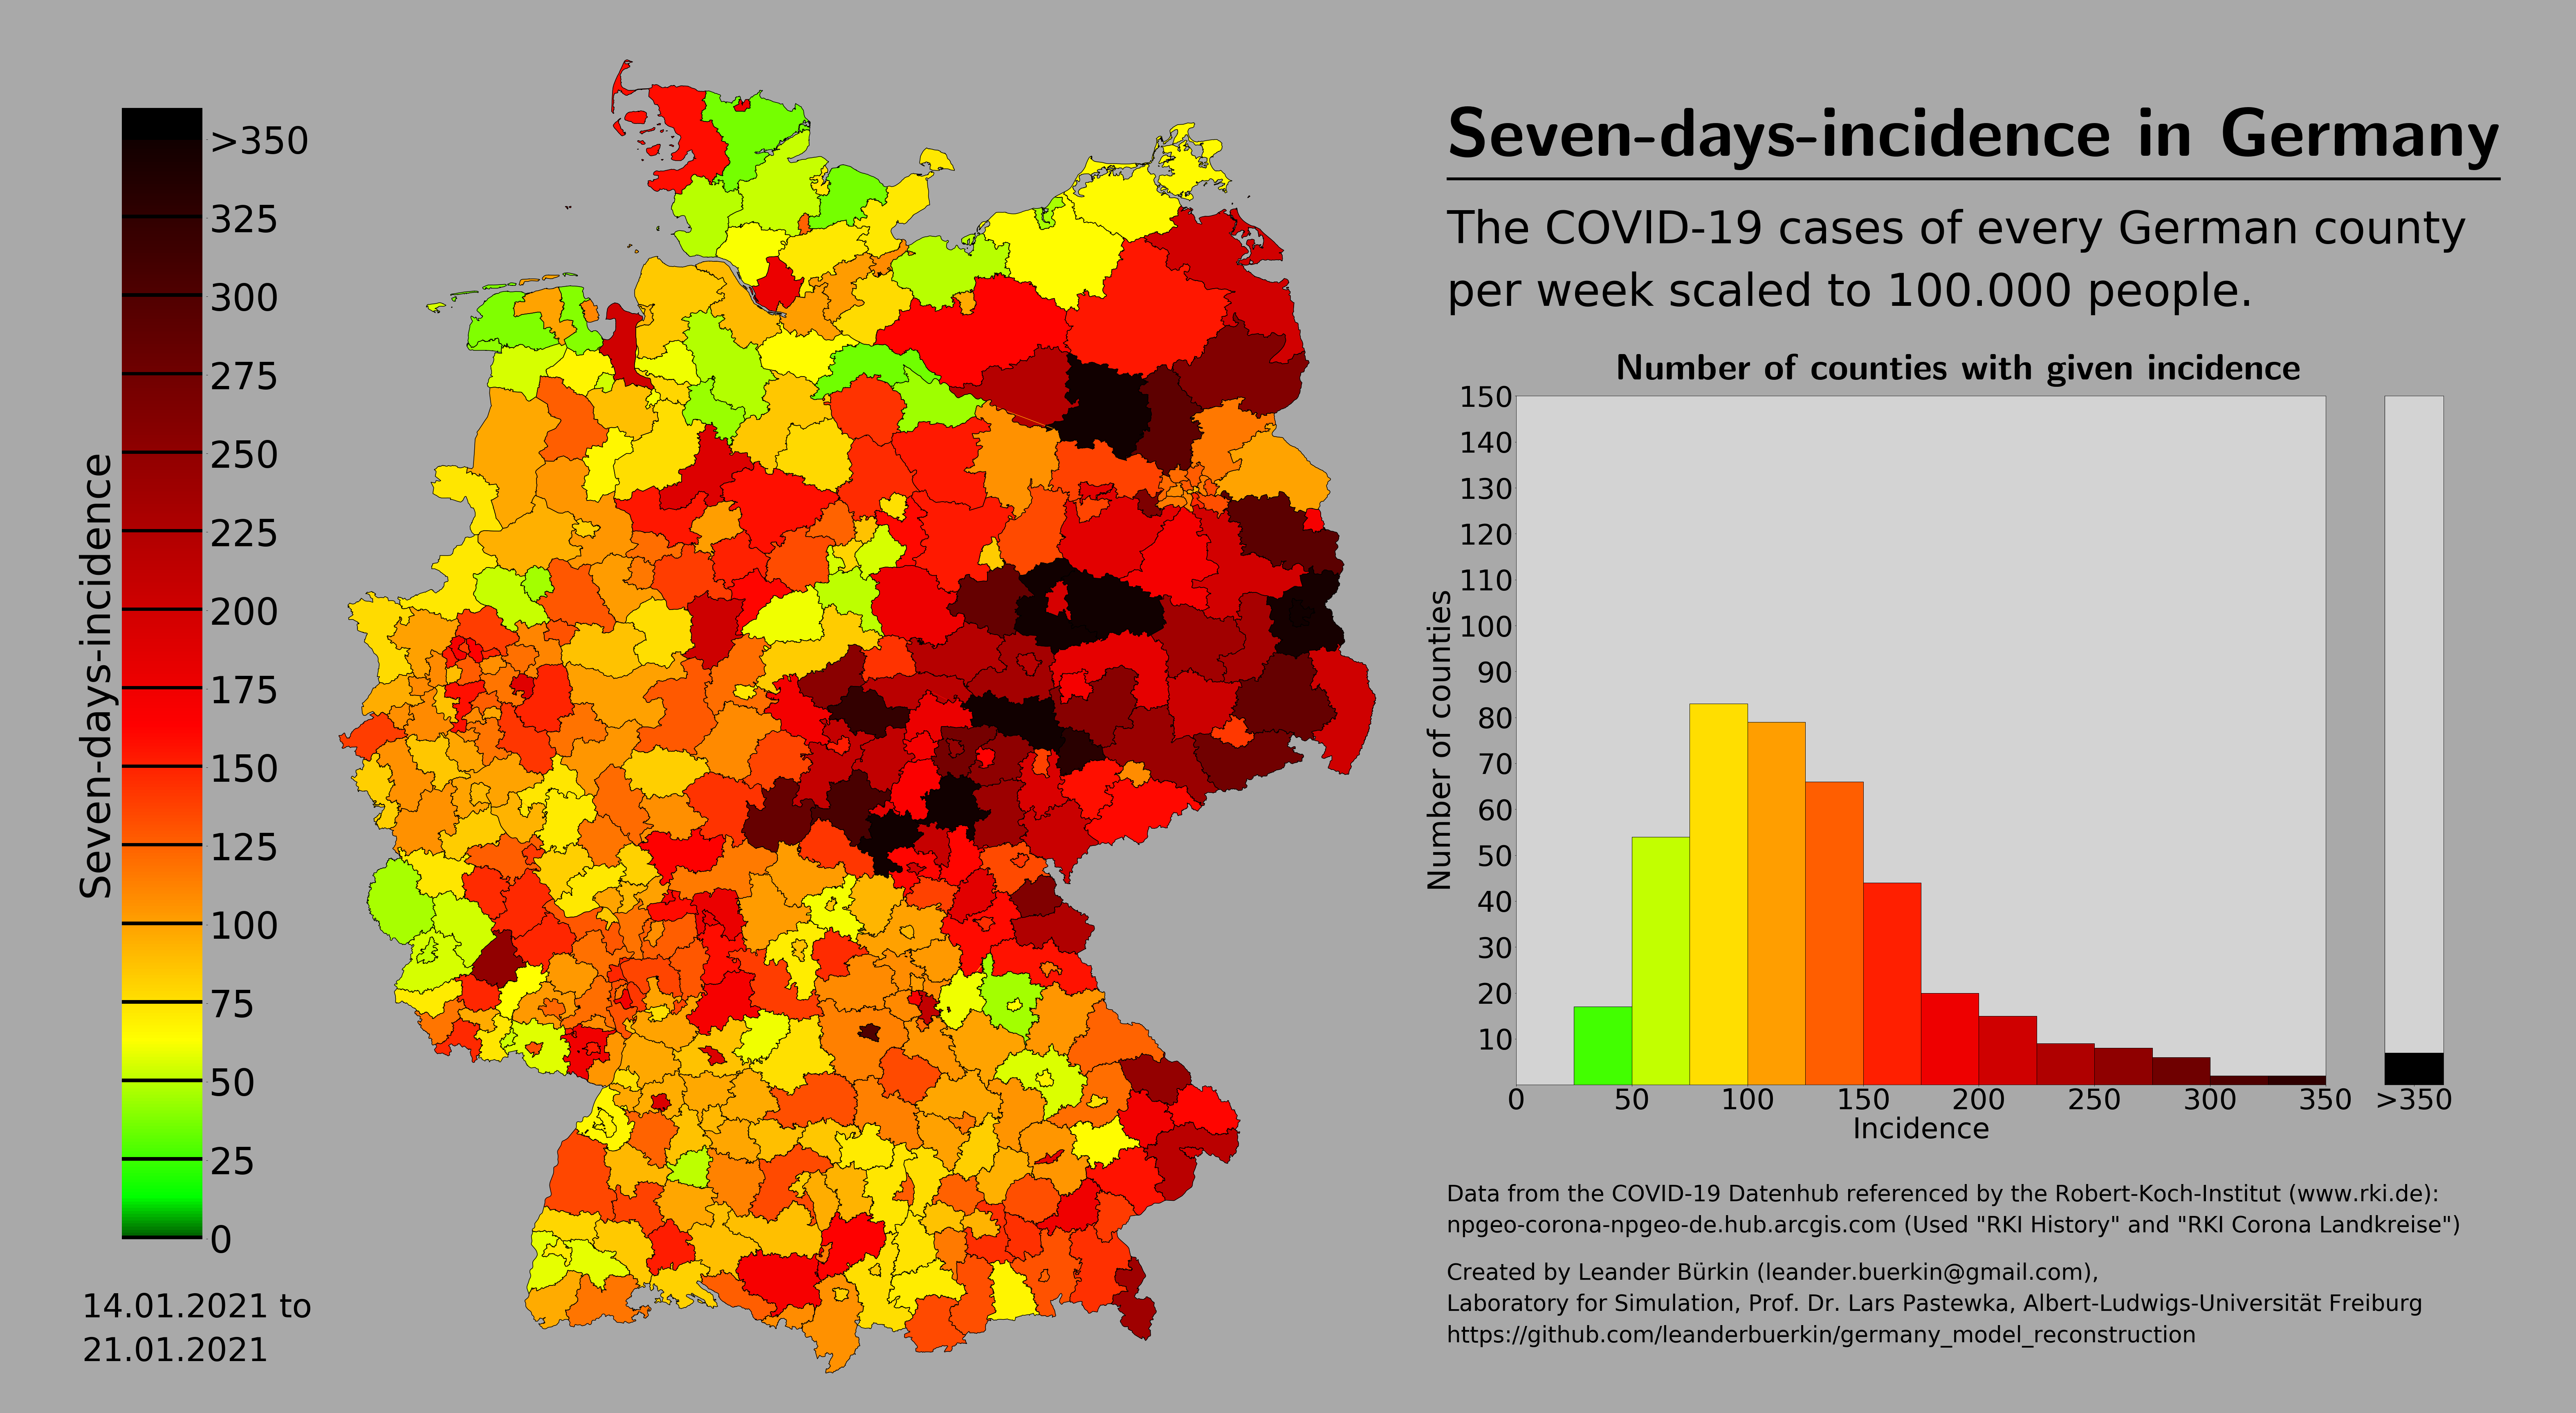 Seven-days-incidence in Germany
The COVID-19 cases of every German county
per week scaled to 100.000 people.
Seven-days-incidence
>350
325
300
275
250
225
200
175
150
125
100
75
50
25
0
14.01.2021 to
21.01.2021
Number of counties with given incidence
Number of counties
150
140
130
120
110
100
90
80
70
60
50
40
30
20
10
0 50 100 150 200 250 300 350 >350
Incidence
Data from the COVID-19 Datenhub referenced by the Robert-Koch-Institut (www.rki.de):
npgeo-corona-npgeo-de.hub.arcgis.com (Used "RKI History" and "RKI Corona Landkreise")
Created by Leander Bürkin (leander.buerkin@gmail.com),
Laboratory for Simulation, Prof. Dr. Lars Pastewka, Albert-Ludwigs-Universität Freiburg
https://github.com/leanderbuerkin/germany_model_reconstruction